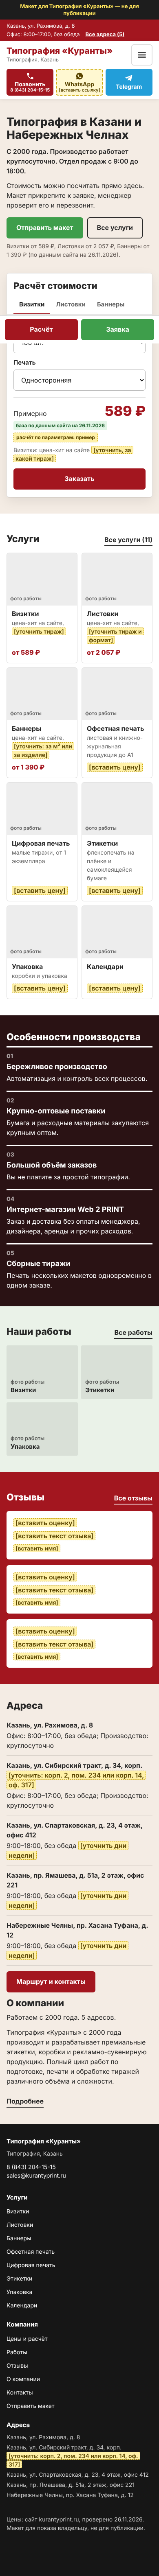 Макет для Типография «Куранты» — не для
публикации
Казань, ул. Рахимова, д. 8
Офис: 8:00–17:00, без обеда Все адреса (5)
Типография «Куранты»
Типография, Казань
Позвонить
8 (843) 204-15-15
WhatsApp
[вставить ссылку]
Telegram
Типография в Казани и
Набережных Челнах
С 2000 года. Производство работает
круглосуточно. Отдел продаж с 9:00 до
18:00.
Стоимость можно посчитать прямо здесь.
Макет присылайте в заявке, менеджер
проверит его и перезвонит.
Отправить макет
Все услуги
Визитки от 589 ₽, Листовки от 2 057 ₽, Баннеры от
1 390 ₽ (по данным сайта на 26.11.2026).
Расчёт стоимости
Визитки Листовки Баннеры
Расчёт
Заявка
Печать
Односторонняя
Примерно
589 ₽
база по данным сайта на 26.11.2026
расчёт по параметрам: пример
Визитки: цена-хит на сайте [уточнить, за
какой тираж]
Заказать
Услуги
Все услуги (11)
фото работы
Визитки
цена-хит на сайте,
[уточнить тираж]
от 589 ₽
фото работы
Листовки
цена-хит на сайте,
[уточнить тираж и
формат]
от 2 057 ₽
фото работы
Баннеры
цена-хит на сайте,
[уточнить: за м² или
за изделие]
от 1 390 ₽
фото работы
Офсетная печать
листовая и книжно-
журнальная
продукция до А1
[вставить цену]
фото работы
Цифровая печать
малые тиражи, от 1
экземпляра
[вставить цену]
фото работы
Этикетки
флексопечать на
плёнке и
самоклеящейся
бумаге
[вставить цену]
фото работы
Упаковка
коробки и упаковка
[вставить цену]
фото работы
Календари
[вставить цену]
Особенности производства
01
Бережливое производство
Автоматизация и контроль всех процессов.
02
Крупно-оптовые поставки
Бумага и расходные материалы закупаются
крупным оптом.
03
Большой объём заказов
Вы не платите за простой типографии.
04
Интернет-магазин Web 2 PRINT
Заказ и доставка без оплаты менеджера,
дизайнера, аренды и прочих расходов.
05
Сборные тиражи
Печать нескольких макетов одновременно в
одном заказе.
Наши работы
Все работы
фото работы
Визитки
фото работы
Этикетки
фото работы
Упаковка
Отзывы
Все отзывы
[вставить оценку]
[вставить текст отзыва]
[вставить имя]
[вставить оценку]
[вставить текст отзыва]
[вставить имя]
[вставить оценку]
[вставить текст отзыва]
[вставить имя]
Адреса
Казань, ул. Рахимова, д. 8
Офис: 8:00–17:00, без обеда; Производство:
круглосуточно
Казань, ул. Сибирский тракт, д. 34, корп.
[уточнить: корп. 2, пом. 234 или корп. 14,
оф. 317]
Офис: 8:00–17:00, без обеда; Производство:
круглосуточно
Казань, ул. Спартаковская, д. 23, 4 этаж,
офис 412
9:00–18:00, без обеда [уточнить дни
недели]
Казань, пр. Ямашева, д. 51а, 2 этаж, офис
221
9:00–18:00, без обеда [уточнить дни
недели]
Набережные Челны, пр. Хасана Туфана, д.
12
9:00–18:00, без обеда [уточнить дни
недели]
Маршрут и контакты
О компании
Работаем с 2000 года. 5 адресов.
Типография «Куранты» с 2000 года
производит и разрабатывает премиальные
этикетки, коробки и рекламно-сувенирную
продукцию. Полный цикл работ по
подготовке, печати и обработке тиражей
различного объёма и сложности.
Подробнее
Типография «Куранты»
Типография, Казань
8 (843) 204-15-15
sales@kurantyprint.ru
Услуги
Визитки
Листовки
Баннеры
Офсетная печать
Цифровая печать
Этикетки
Упаковка
Календари
Компания
Цены и расчёт
Работы
Отзывы
О компании
Контакты
Отправить макет
Адреса
Казань, ул. Рахимова, д. 8
Казань, ул. Сибирский тракт, д. 34, корп.
[уточнить: корп. 2, пом. 234 или корп. 14, оф.
317]
Казань, ул. Спартаковская, д. 23, 4 этаж, офис 412
Казань, пр. Ямашева, д. 51а, 2 этаж, офис 221
Набережные Челны, пр. Хасана Туфана, д. 12
Цены: сайт kurantyprint.ru, проверено 26.11.2026.
Макет для показа владельцу, не для публикации.